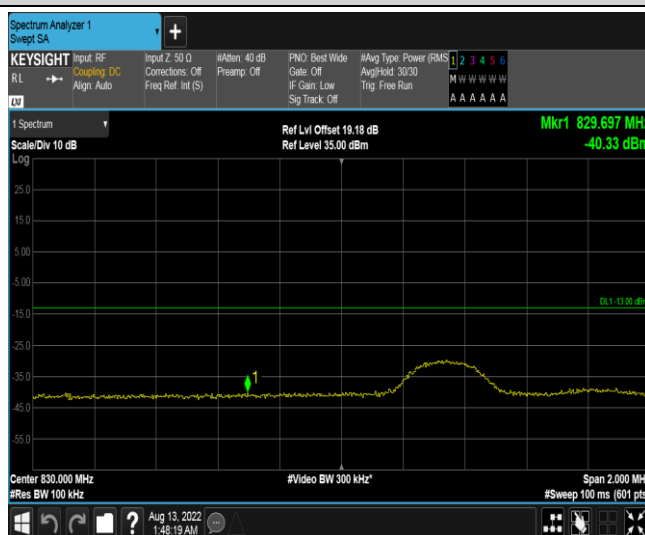 Spectrum Analyzer 1
Swept SA
+
KEYSIGHT
RL
Input: RF
Coupling: DC
Align: Auto
Input Z: 50 Ω
Corrections: Off
Freq Ref: Int (S)
#Atten: 40 dB
Preamp: Off
PNO: Best Wide
Gate: Off
IF Gain: Low
Sig Track: Off
#Avg Type: Power (RMS
Avg|Hold: 30/30
Trig: Free Run
1 2 3 4 5 6
M W W W W W
A A A A A A
LXI
1 Spectrum
Scale/Div 10 dB
Log
Ref Lvl Offset 19.18 dB
Ref Level 35.00 dBm
Mkr1 829.697 MHz
-40.33 dBm
25.0
15.0
5.00
-5.00
DL1 -13.00 dBm
-15.0
-25.0
-35.0
1
-45.0
-55.0
Center 830.000 MHz
#Res BW 100 kHz
#Video BW 300 kHz*
Span 2.000 MH
#Sweep 100 ms (601 pts
?
Aug 13, 2022
1:48:19 AM